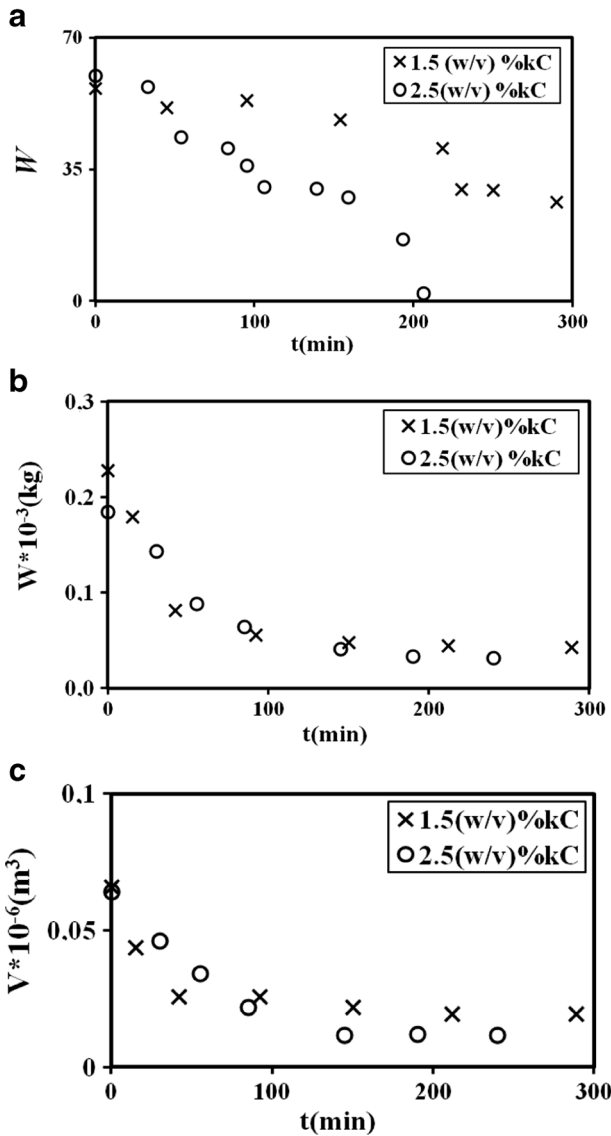 a
70
35
0
W
× 1.5 (w/v) %kC
○ 2.5(w/v) %kC
0 100 200 300
t(min)
b
0.3
0.2
0.1
0.0
W*10⁻³(kg)
× 1.5(w/v)%kC
○ 2.5(w/v) %kC
0 100 200 300
t(min)
c
0.1
0.05
0
V*10⁻⁶(m³)
× 1.5(w/v)%kC
○ 2.5(w/v)%kC
0 100 200 300
t(min)